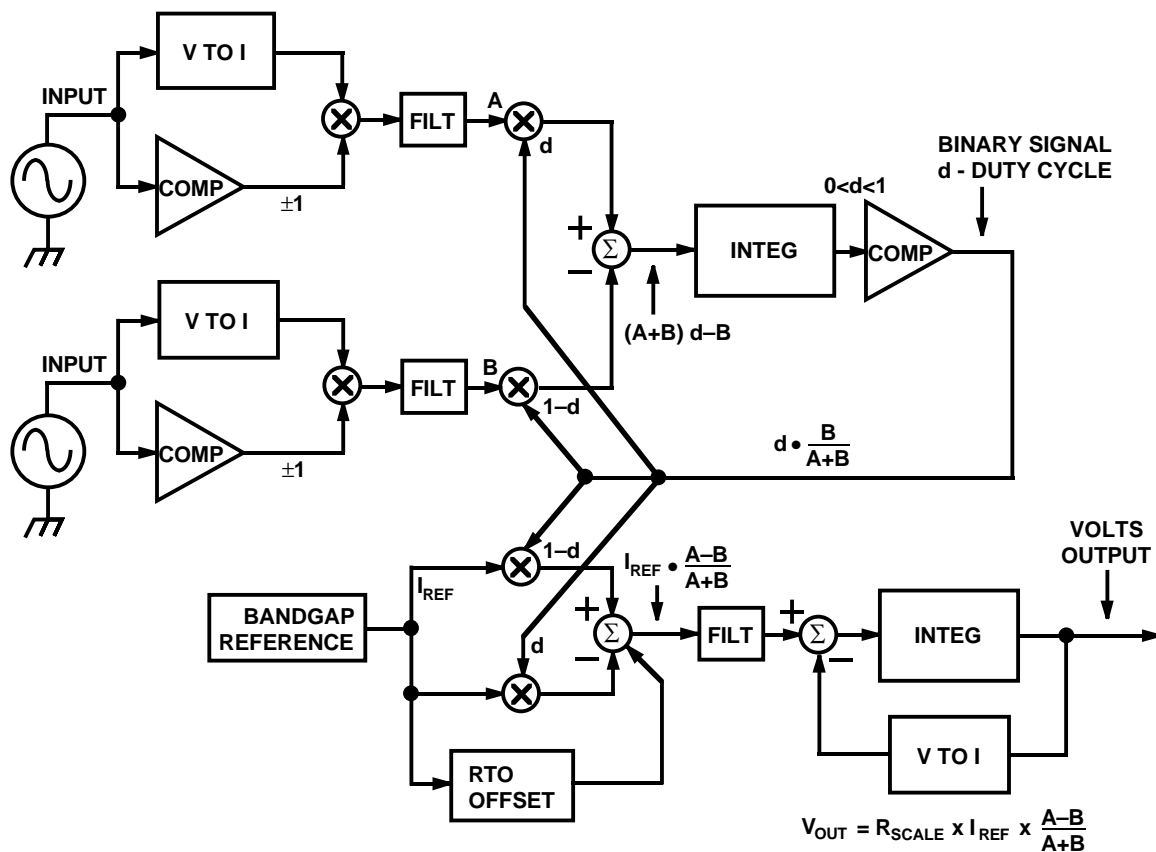 V TO I
INPUT
COMP
±1
FILT
A
d
BINARY SIGNAL
d - DUTY CYCLE
0<d<1
+
–
Σ
INTEG
COMP
(A+B) d–B
V TO I
INPUT
COMP
±1
FILT
B
1–d
d • B
A+B
1–d
I_REF
BANDGAP
REFERENCE
d
+
–
Σ
I_REF • A–B
A+B
FILT
+
–
Σ
INTEG
VOLTS
OUTPUT
V TO I
RTO
OFFSET
V_OUT = R_SCALE x I_REF x A–B
A+B